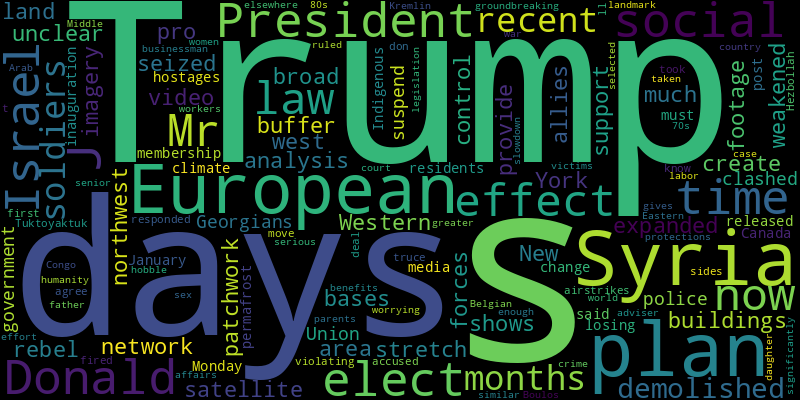 Trump
days
S
European
President
Syria
plan
Donald
elect
social
recent
time
now
effect
law
Israel
soldiers
Mr
months
demolished
land
unclear
imagery
video
pro
seized
hostages
broad
buffer
west
analysis
membership
climate
inauguration
businessman
women
workers
Middle
Arab
t
J
elsewhere
80s
Kremlin
groundbreaking
11
landmark
war
ruled
don
Indigenous
suspend
legislation
control
provide
slowdown
allies
support
selected
country
took
taken
much
must
70s
footage
post
weakened
Hezbollah
create
case
clashed
victims
know
labor
court
residents
York
senior
first
Tuktoyaktuk
northwest
responded
Georgians
Western
greater
gives
Eastern
expanded
released
protections
Canada
government
Congo
humanity
agree
father
January
hobble
sex
move
serious
patchwork
permafrost
deal
truce
media
benefits
worrying
bases
forces
New
change
shows
Belgian
enough
airstrikes
world
said
losing
sides
police
adviser
buildings
daughter
significantly
effort
rebel
fired
network
affairs
Monday
satellite
Union
parents
area
violating
accused
stretch
crime
similar
Boulos